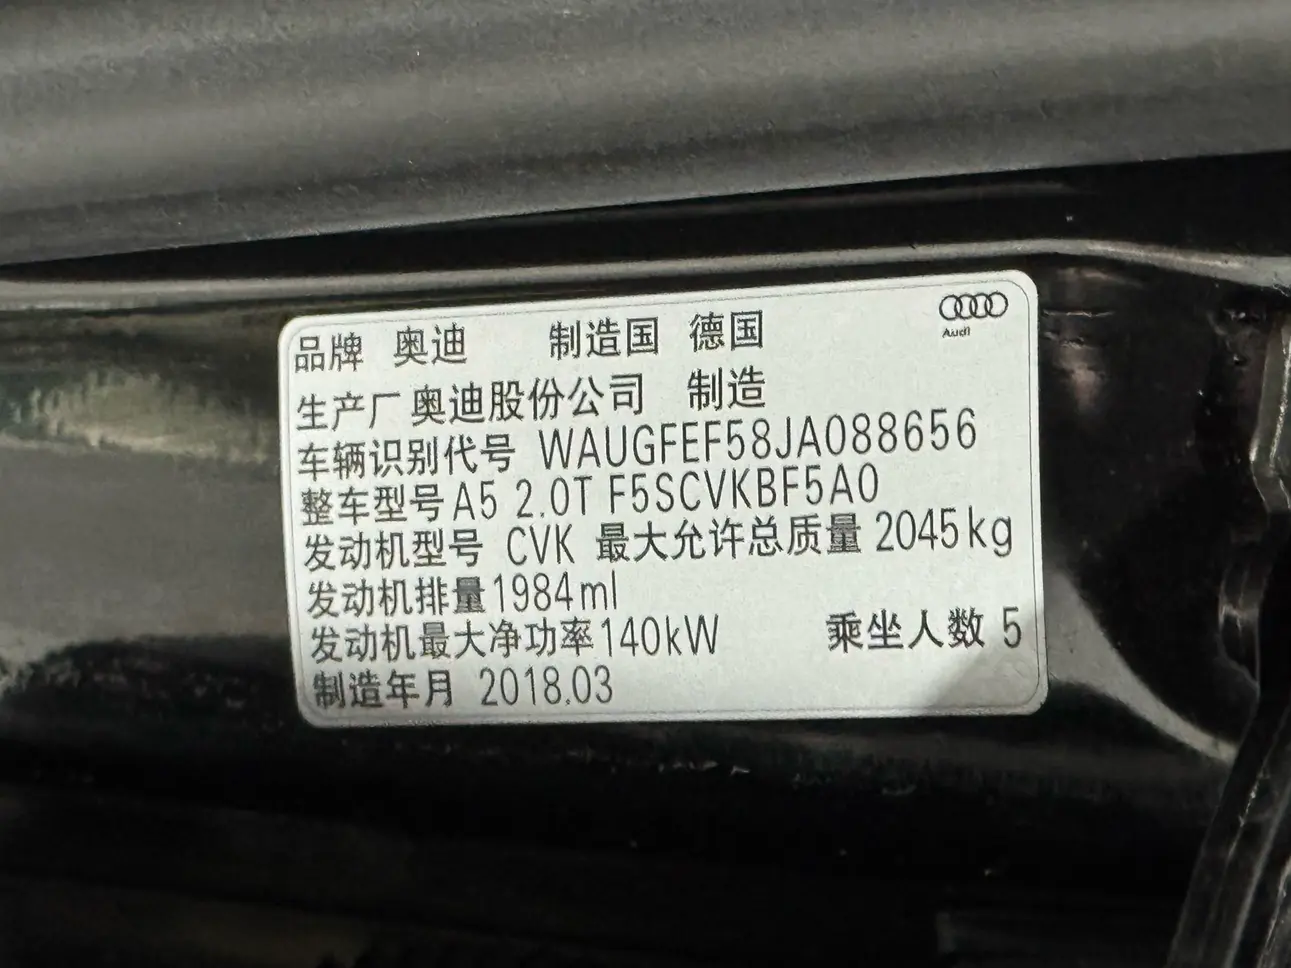 品牌 奥迪 制造国 德国
Audi
生产厂 奥迪股份公司 制造
车辆识别代号 WAUGFEF58JA088656
整车型号 A5 2.0T F5SCVKBF5A0
发动机型号 CVK 最大允许总质量 2045kg
发动机排量 1984ml
发动机最大净功率 140kW 乘坐人数 5
制造年月 2018.03